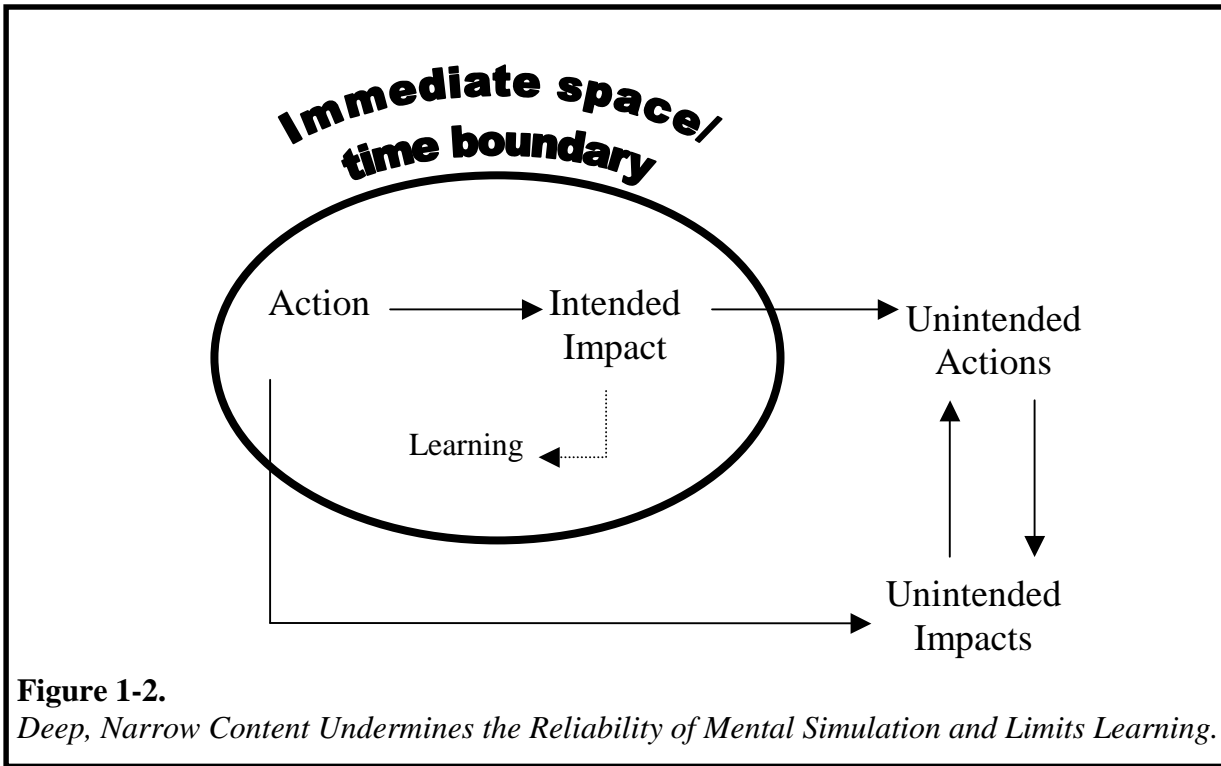 Immediate space/
time boundary
Action
Intended
Impact
Learning
Unintended
Actions
Unintended
Impacts
Figure 1-2.
Deep, Narrow Content Undermines the Reliability of Mental Simulation and Limits Learning.